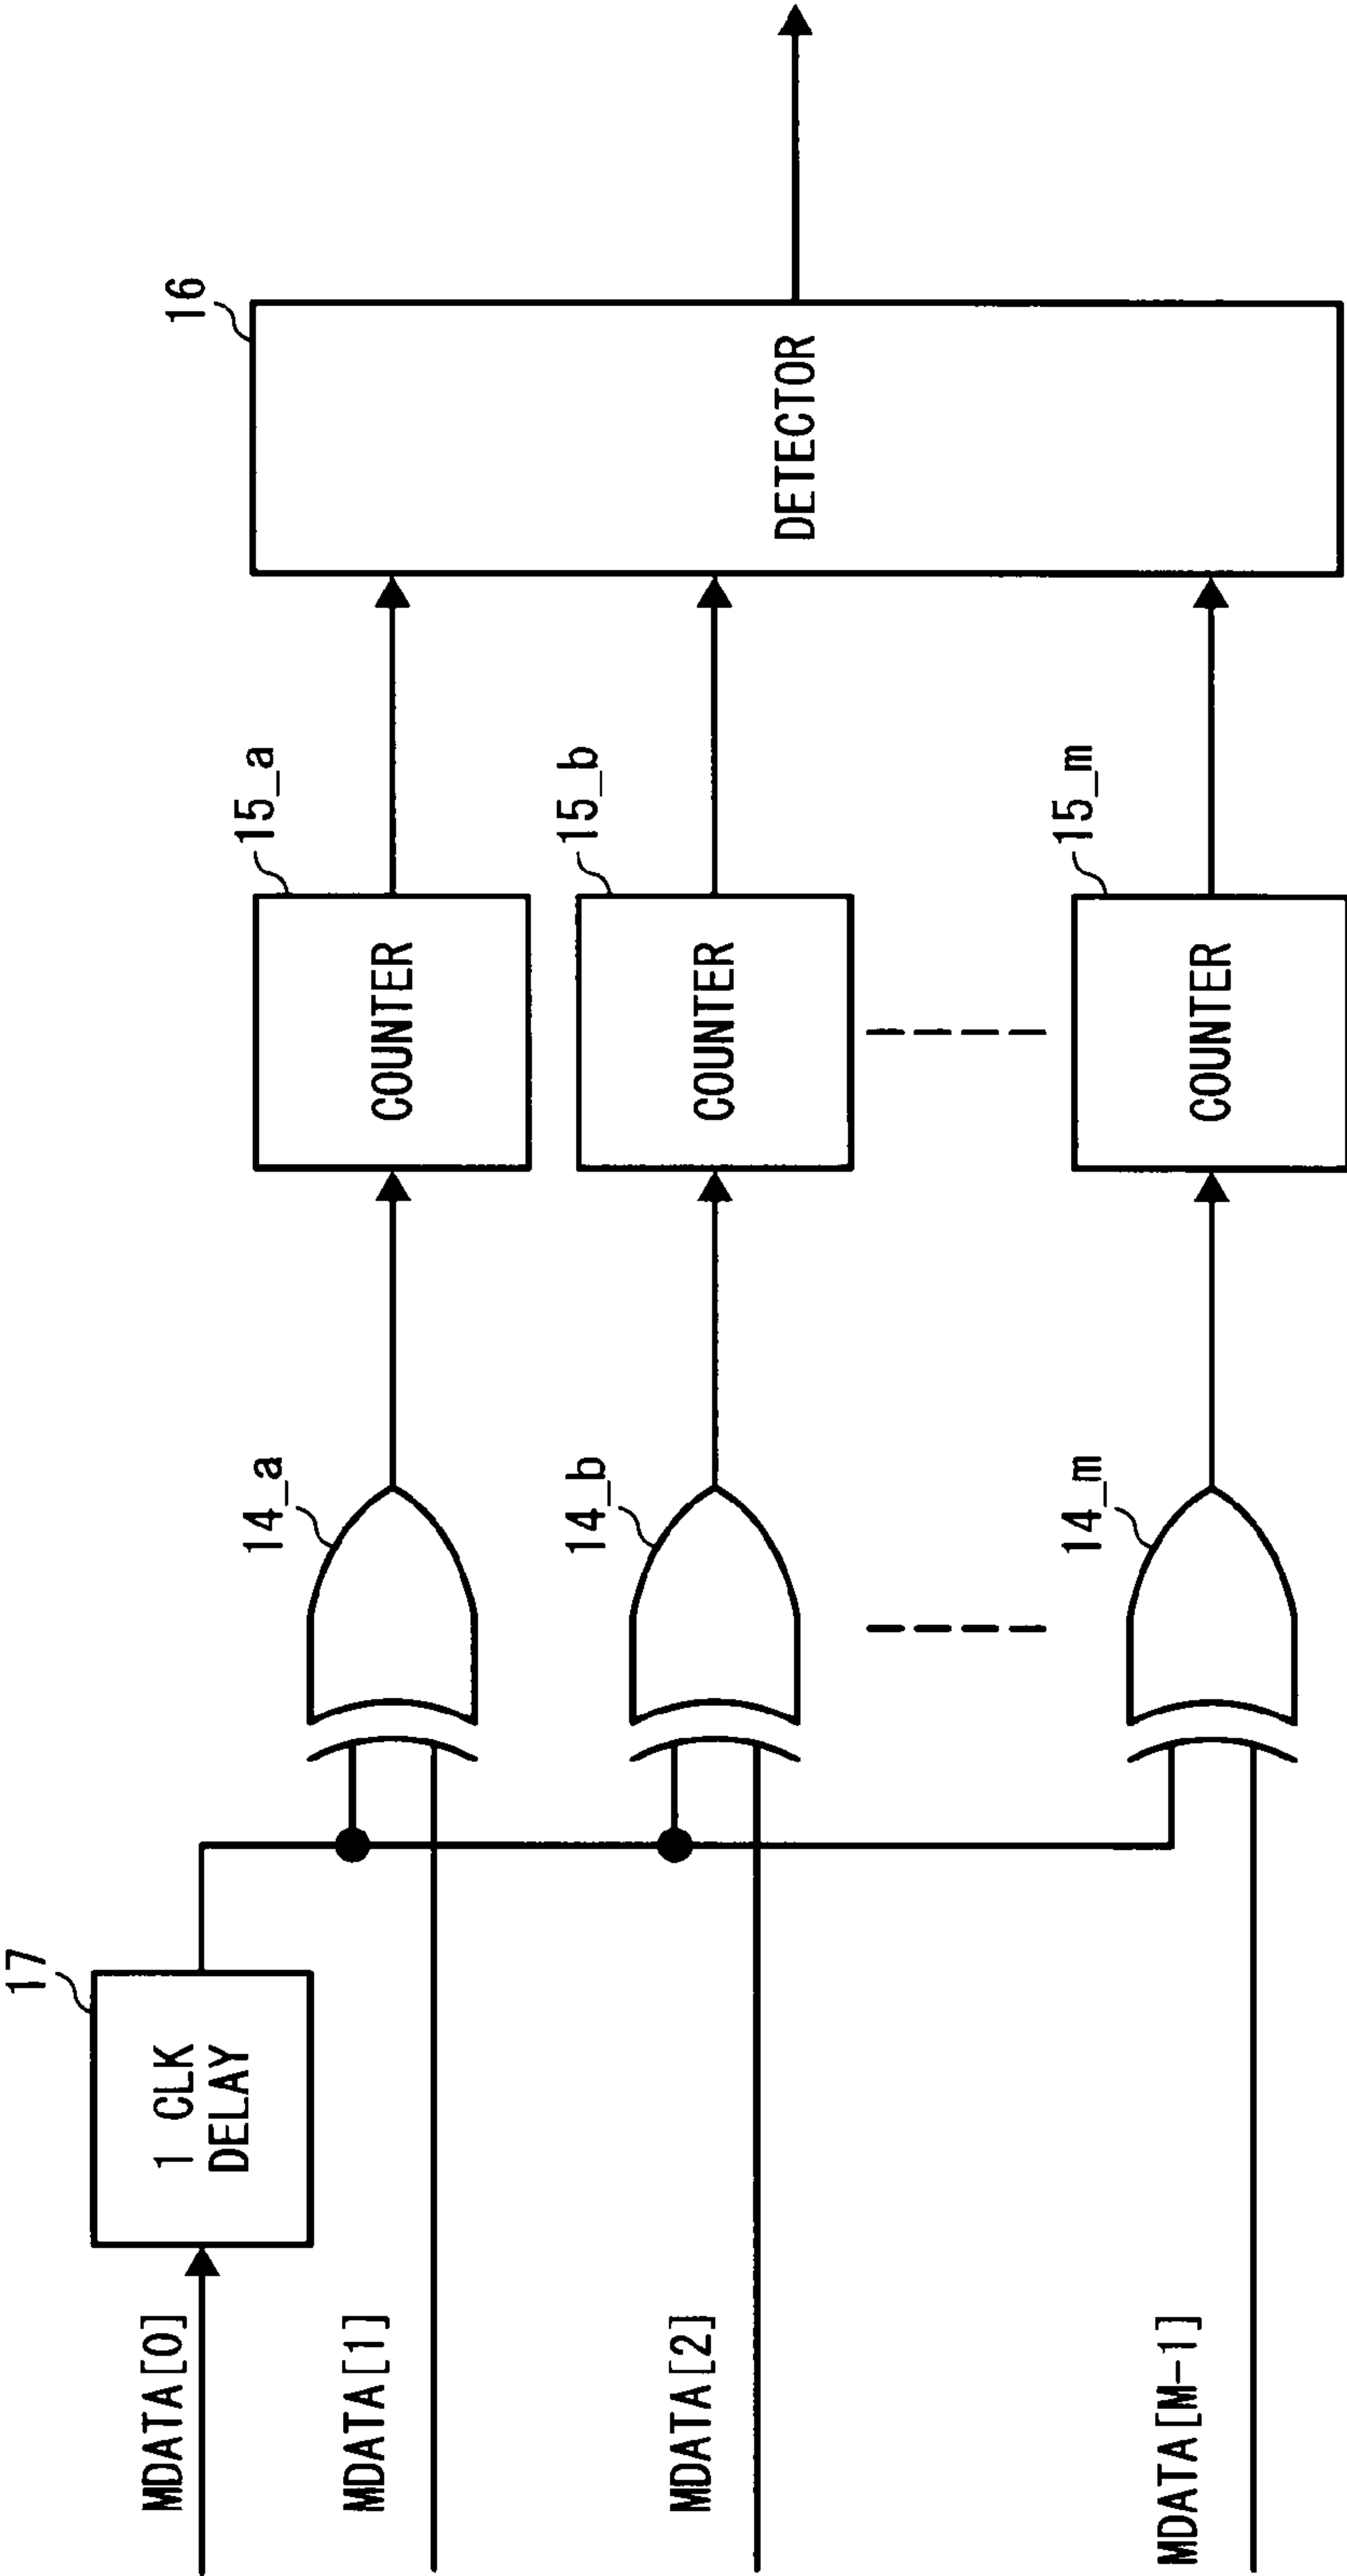 17
1 CLK
DELAY
MDATA[0]
MDATA[1]
MDATA[2]
MDATA[M-1]
14_a
14_b
14_m
15_a
COUNTER
15_b
COUNTER
15_m
COUNTER
16
DETECTOR